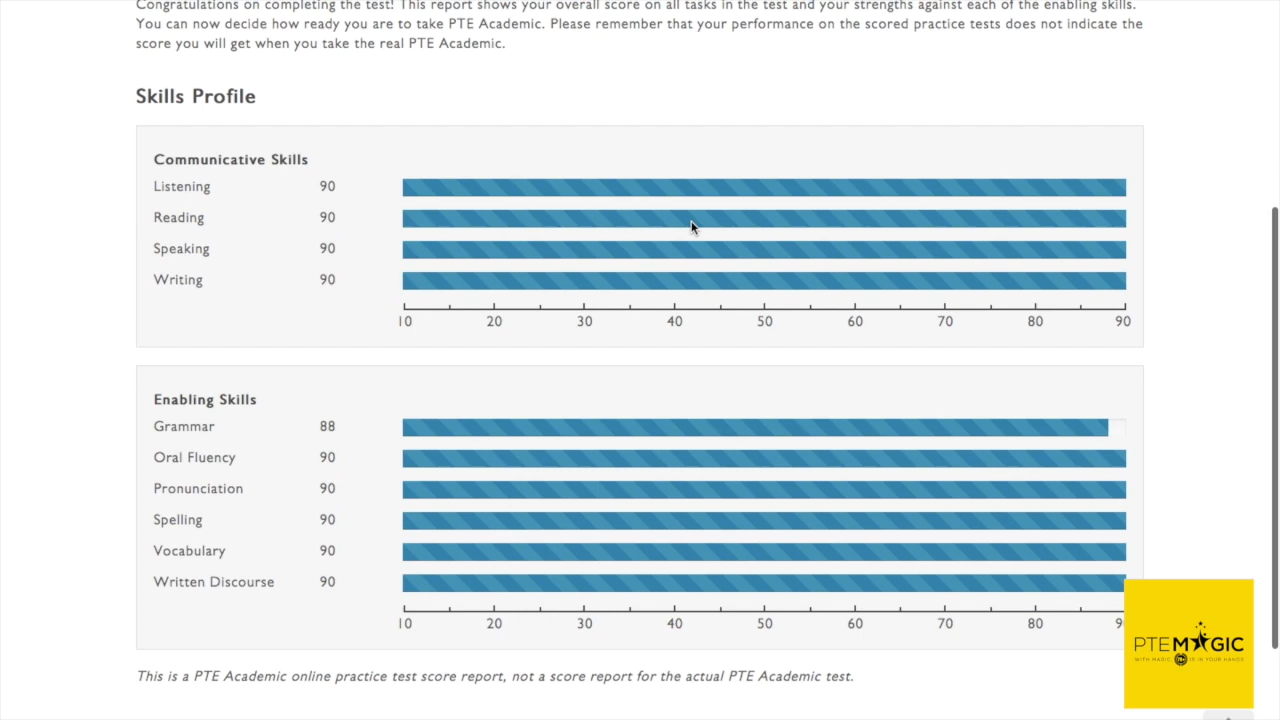 Congratulations on completing the test! This report shows your overall score on all tasks in the test and your strengths against each of the enabling skills.
You can now decide how ready you are to take PTE Academic. Please remember that your performance on the scored practice tests does not indicate the
score you will get when you take the real PTE Academic.
Skills Profile
Communicative Skills
Listening 90
Reading 90
Speaking 90
Writing 90
10 20 30 40 50 60 70 80 90
Enabling Skills
Grammar 88
Oral Fluency 90
Pronunciation 90
Spelling 90
Vocabulary 90
Written Discourse 90
10 20 30 40 50 60 70 80
PTEMAGIC
WITH MAGIC, IS IN YOUR HANDS
This is a PTE Academic online practice test score report, not a score report for the actual PTE Academic test.